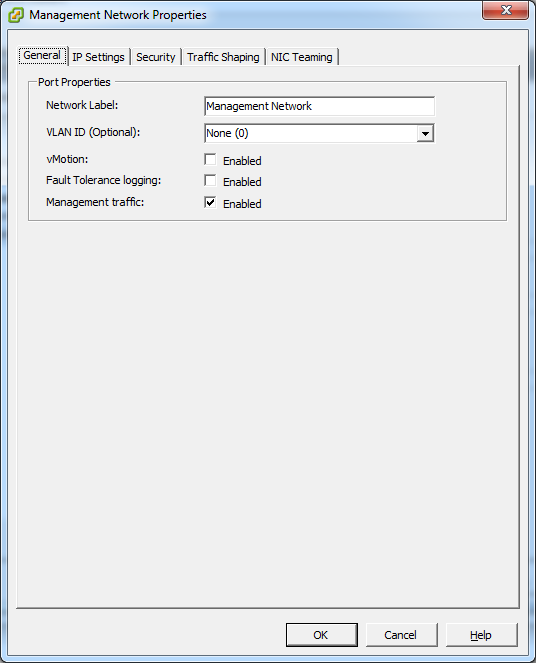 Management Network Properties
General IP Settings Security Traffic Shaping NIC Teaming
Port Properties
Network Label: Management Network
VLAN ID (Optional): None (0)
vMotion: Enabled
Fault Tolerance logging: Enabled
Management traffic: Enabled
OK Cancel Help